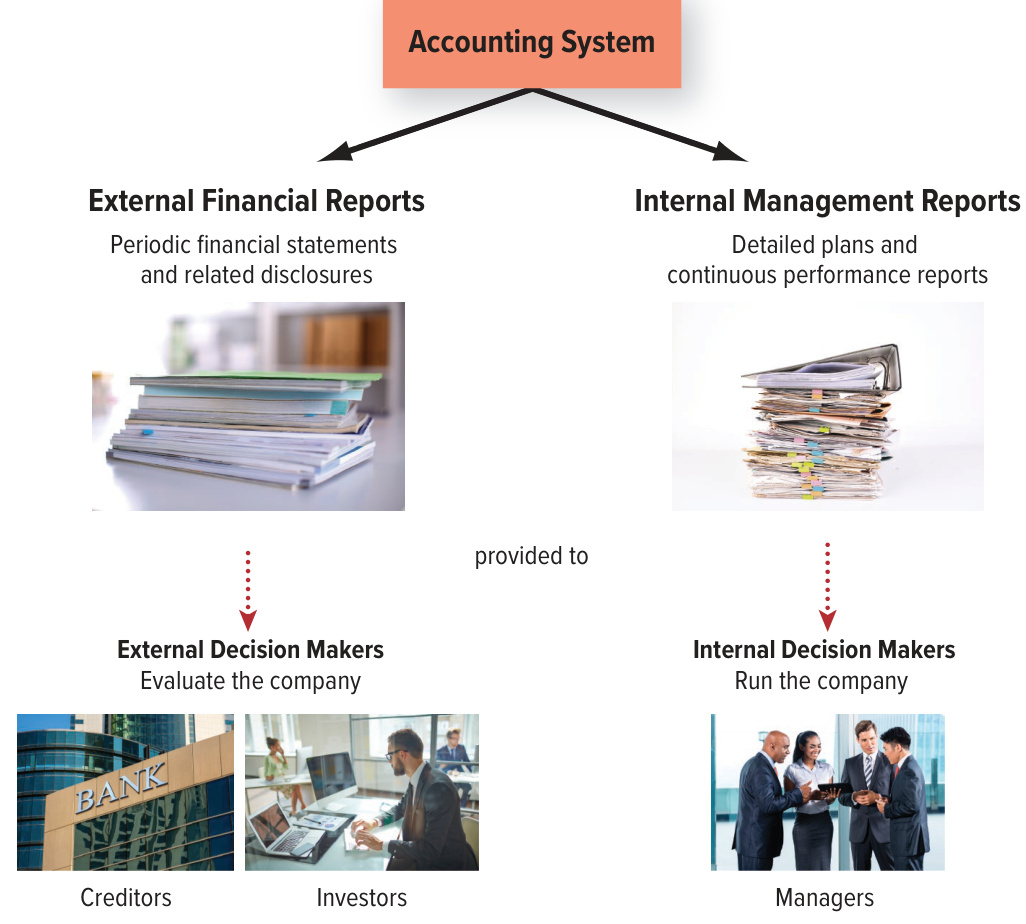 Accounting System
External Financial Reports
Periodic financial statements
and related disclosures
Internal Management Reports
Detailed plans and
continuous performance reports
provided to
External Decision Makers
Evaluate the company
Internal Decision Makers
Run the company
BANK
Creditors
Investors
Managers